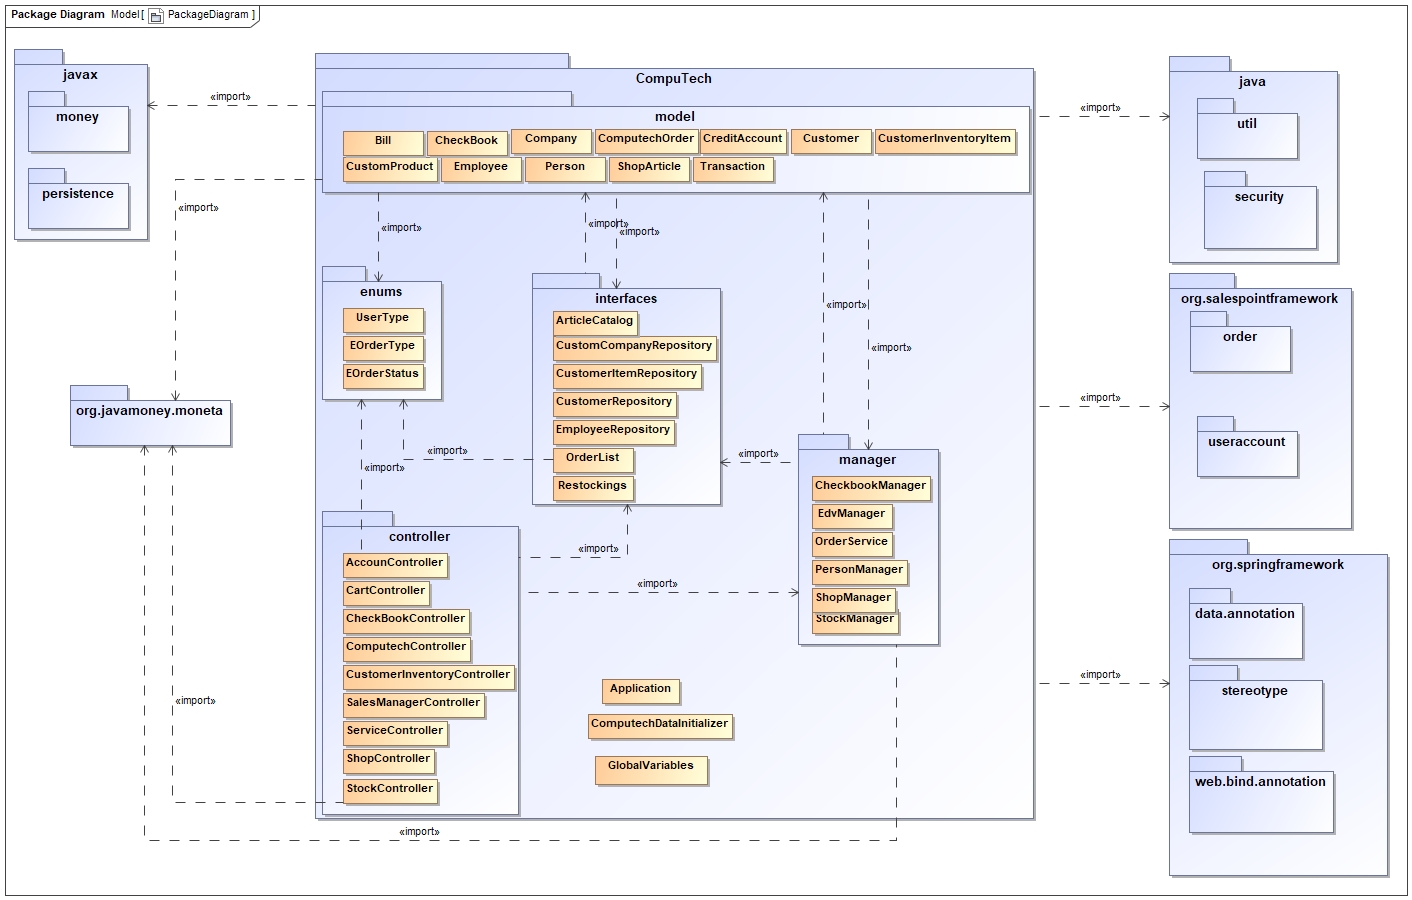 Package Diagram Model[ PackageDiagram ]
javax
money
persistence
«import»
«import»
org.javamoney.moneta
CompuTech
model
Bill
CheckBook
Company
ComputechOrder
CreditAccount
Customer
CustomerInventoryItem
CustomProduct
Employee
Person
ShopArticle
Transaction
«import»
«import»
«import»
«import»
«import»
enums
UserType
EOrderType
EOrderStatus
interfaces
ArticleCatalog
CustomCompanyRepository
CustomerItemRepository
CustomerRepository
EmployeeRepository
OrderList
Restockings
«import»
«import»
«import»
«import»
«import»
manager
CheckbookManager
EdvManager
OrderService
PersonManager
ShopManager
StockManager
controller
AccounController
CartController
CheckBookController
ComputechController
CustomerInventoryController
SalesManagerController
ServiceController
ShopController
StockController
«import»
«import»
Application
ComputechDataInitializer
GlobalVariables
«import»
java
util
security
«import»
org.salespointframework
order
useraccount
«import»
org.springframework
data.annotation
stereotype
web.bind.annotation